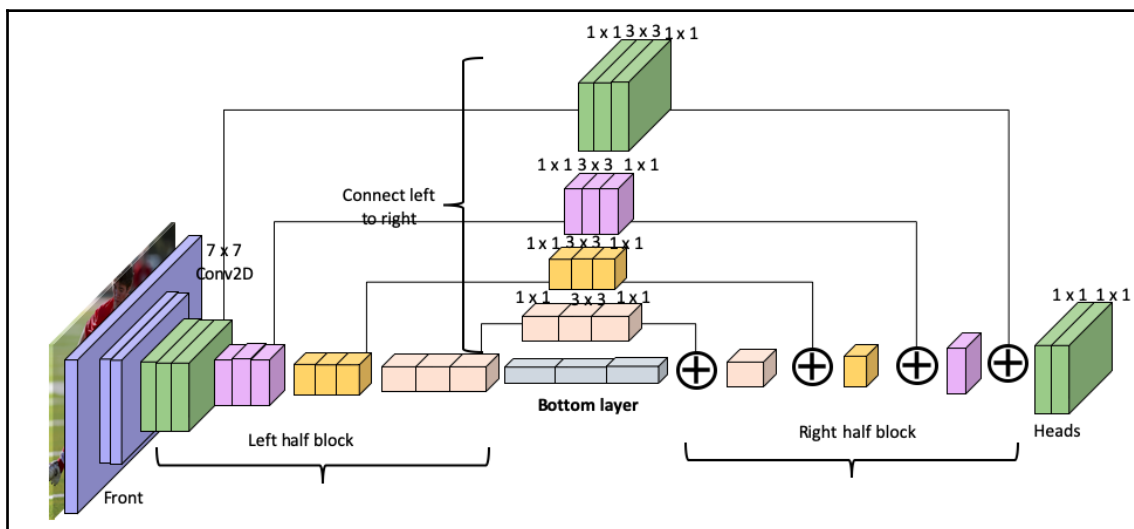 1 x 1 3 x 3 1 x 1
1 x 1 3 x 3 1 x 1
Connect left
to right
7 x 7
Conv2D
1 x 1 3 x 3 1 x 1
1 x 1 3 x 3 1 x 1
1 x 1 1 x 1
Bottom layer
Left half block
Right half block
Heads
Front